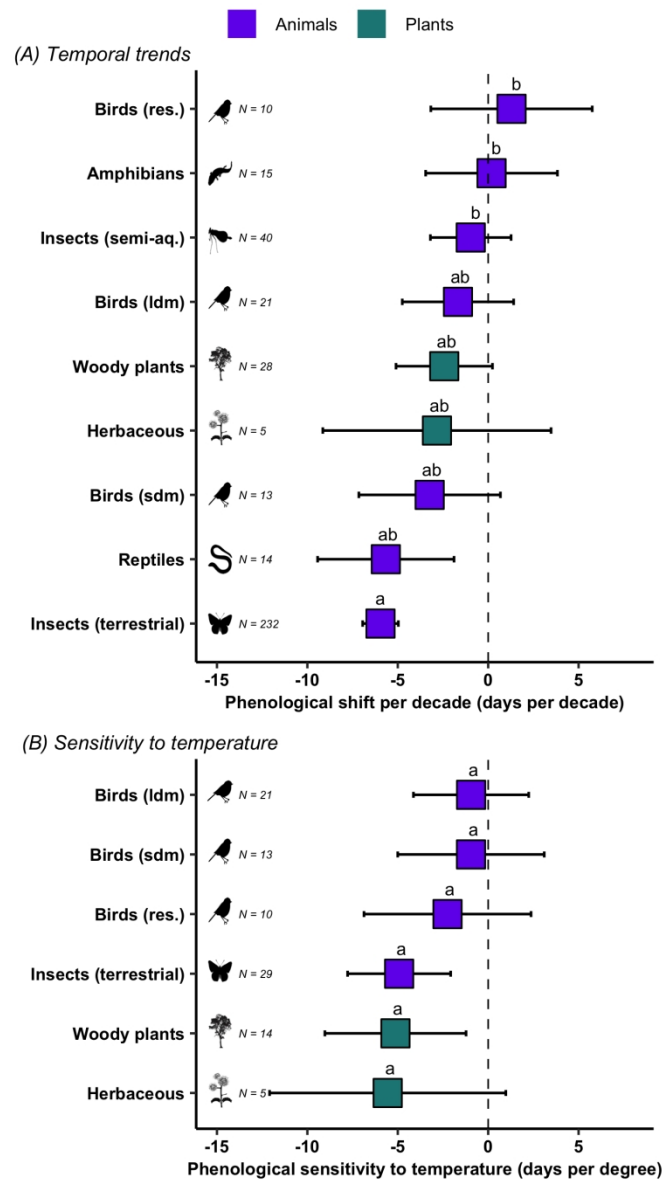 Animals Plants
(A) Temporal trends
b
Birds (res.) N = 10
b
Amphibians N = 15
b
Insects (semi-aq.) N = 40
ab
Birds (ldm) N = 21
ab
Woody plants N = 28
ab
Herbaceous N = 5
ab
Birds (sdm) N = 13
ab
Reptiles N = 14
a
Insects (terrestrial) N = 232
-15 -10 -5 0 5
Phenological shift per decade (days per decade)
(B) Sensitivity to temperature
a
Birds (ldm) N = 21
a
Birds (sdm) N = 13
a
Birds (res.) N = 10
a
Insects (terrestrial) N = 29
a
Woody plants N = 14
a
Herbaceous N = 5
-15 -10 -5 0 5
Phenological sensitivity to temperature (days per degree)